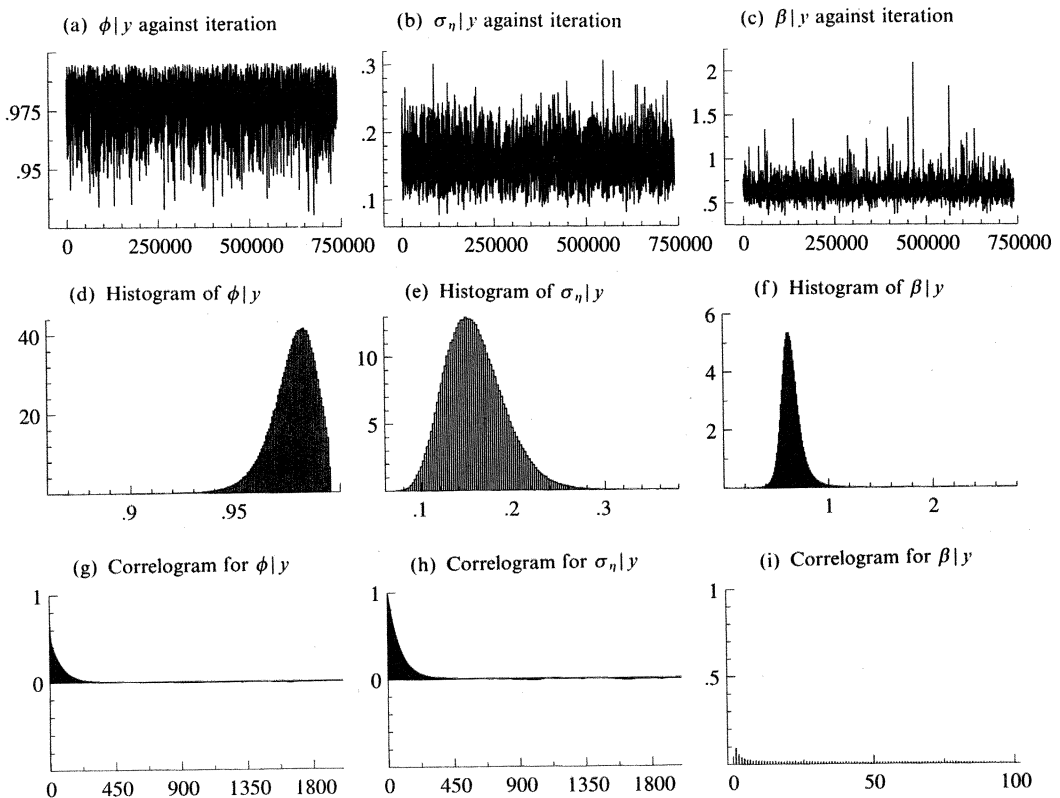 (a) ϕ|y against iteration
(b) σ_η|y against iteration
(c) β|y against iteration
.975
.95
0 250000 500000 750000
.3
.2
.1
0 250000 500000 750000
2
1.5
1
.5
0 250000 500000 750000
(d) Histogram of ϕ|y
(e) Histogram of σ_η|y
(f) Histogram of β|y
40
20
.9 .95
10
5
.1 .2 .3
6
4
2
1 2
(g) Correlogram for ϕ|y
(h) Correlogram for σ_η|y
(i) Correlogram for β|y
1
0
0 450 900 1350 1800
1
0
0 450 900 1350 1800
1
.5
0 50 100